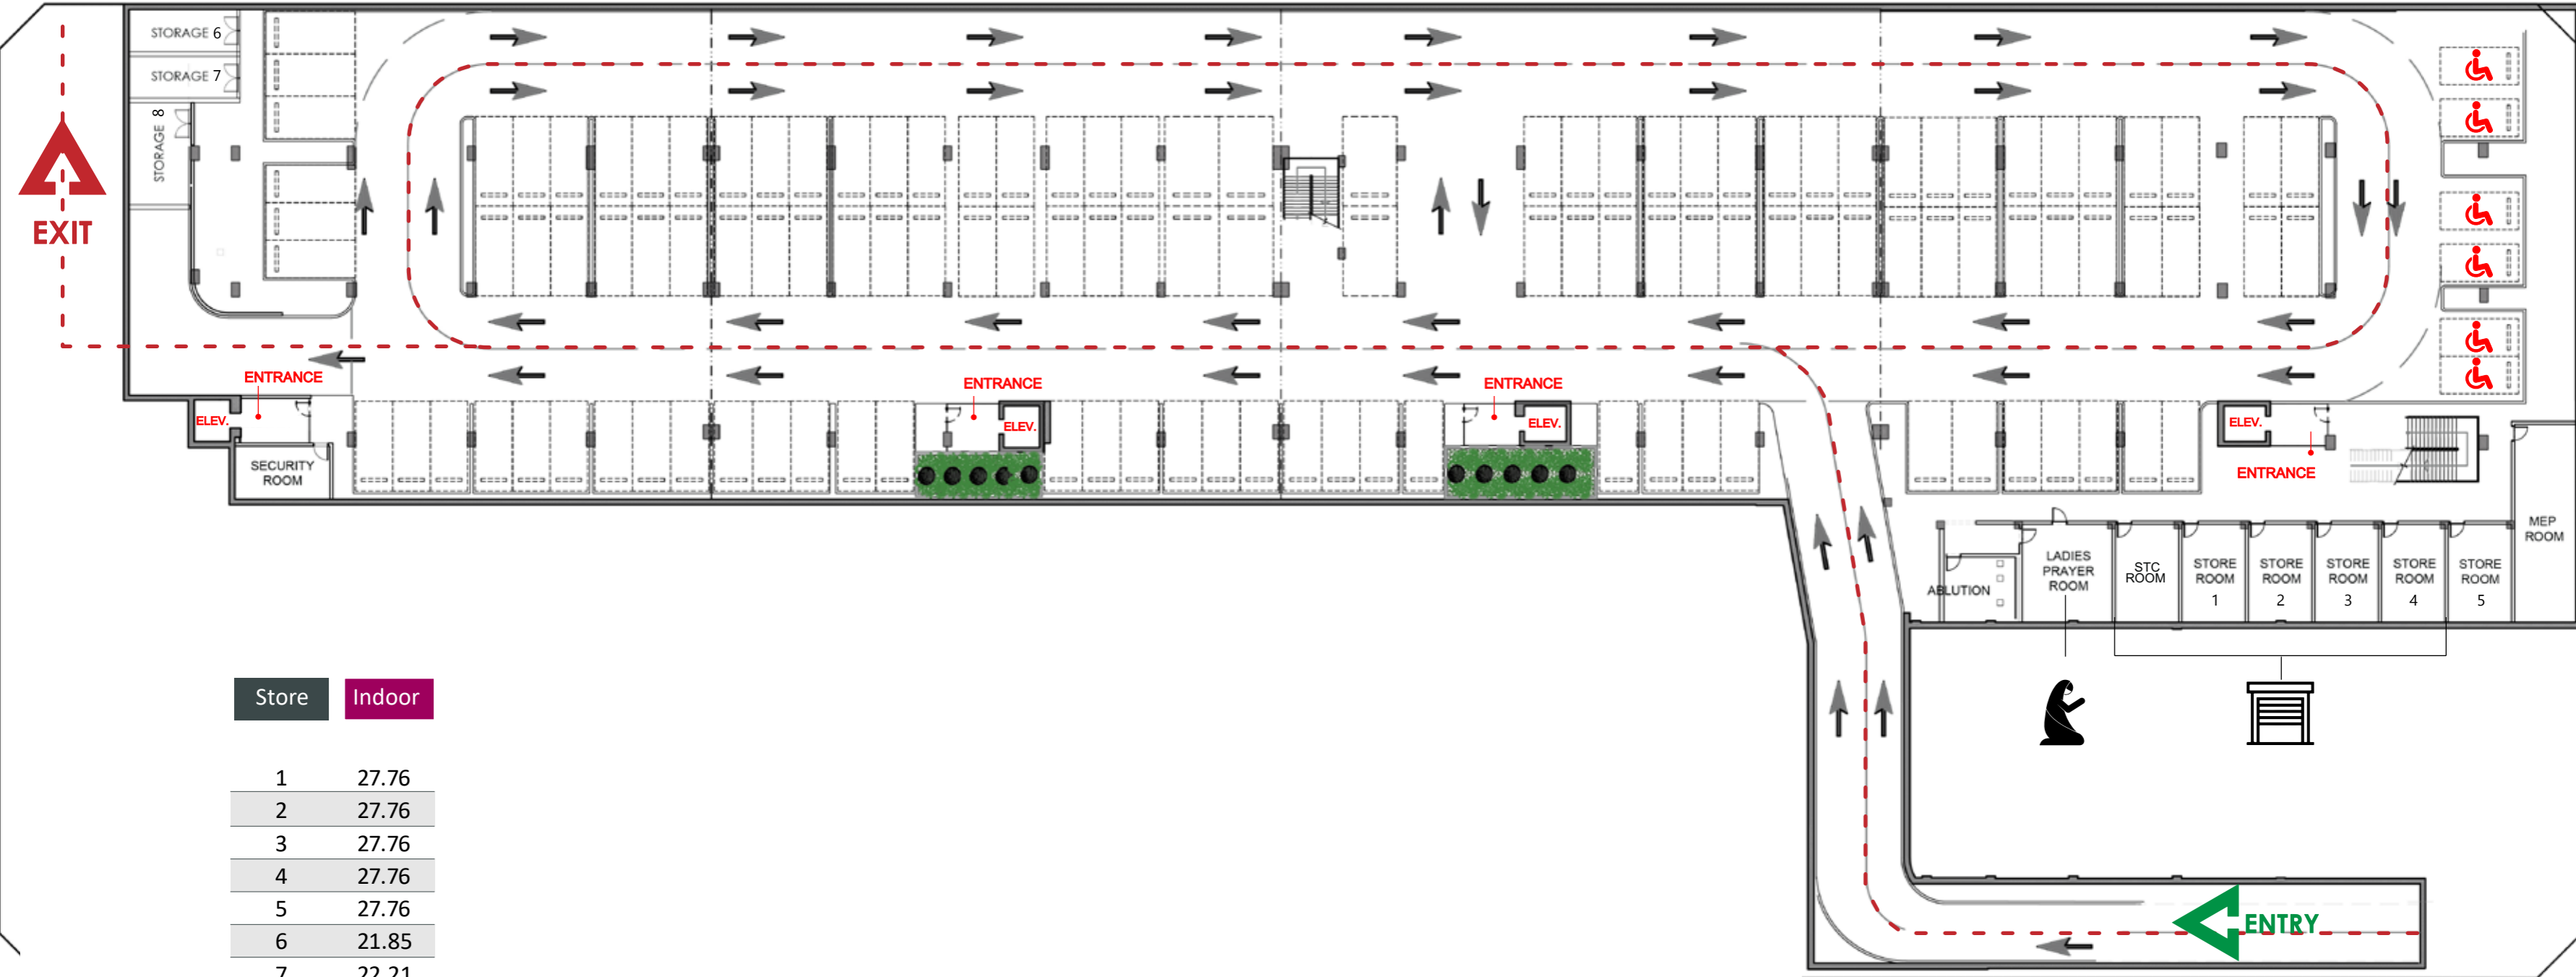 STORAGE 6
STORAGE 7
STORAGE 8
EXIT
ENTRANCE
ELEV.
SECURITY
ROOM
ENTRANCE
ELEV.
ENTRANCE
ELEV.
ELEV.
ENTRANCE
MEP
ROOM
ABLUTION
LADIES
PRAYER
ROOM
STC
ROOM
STORE
ROOM
1
STORE
ROOM
2
STORE
ROOM
3
STORE
ROOM
4
STORE
ROOM
5
Store Indoor
1 27.76
2 27.76
3 27.76
4 27.76
5 27.76
6 21.85
7 22.21
ENTRY